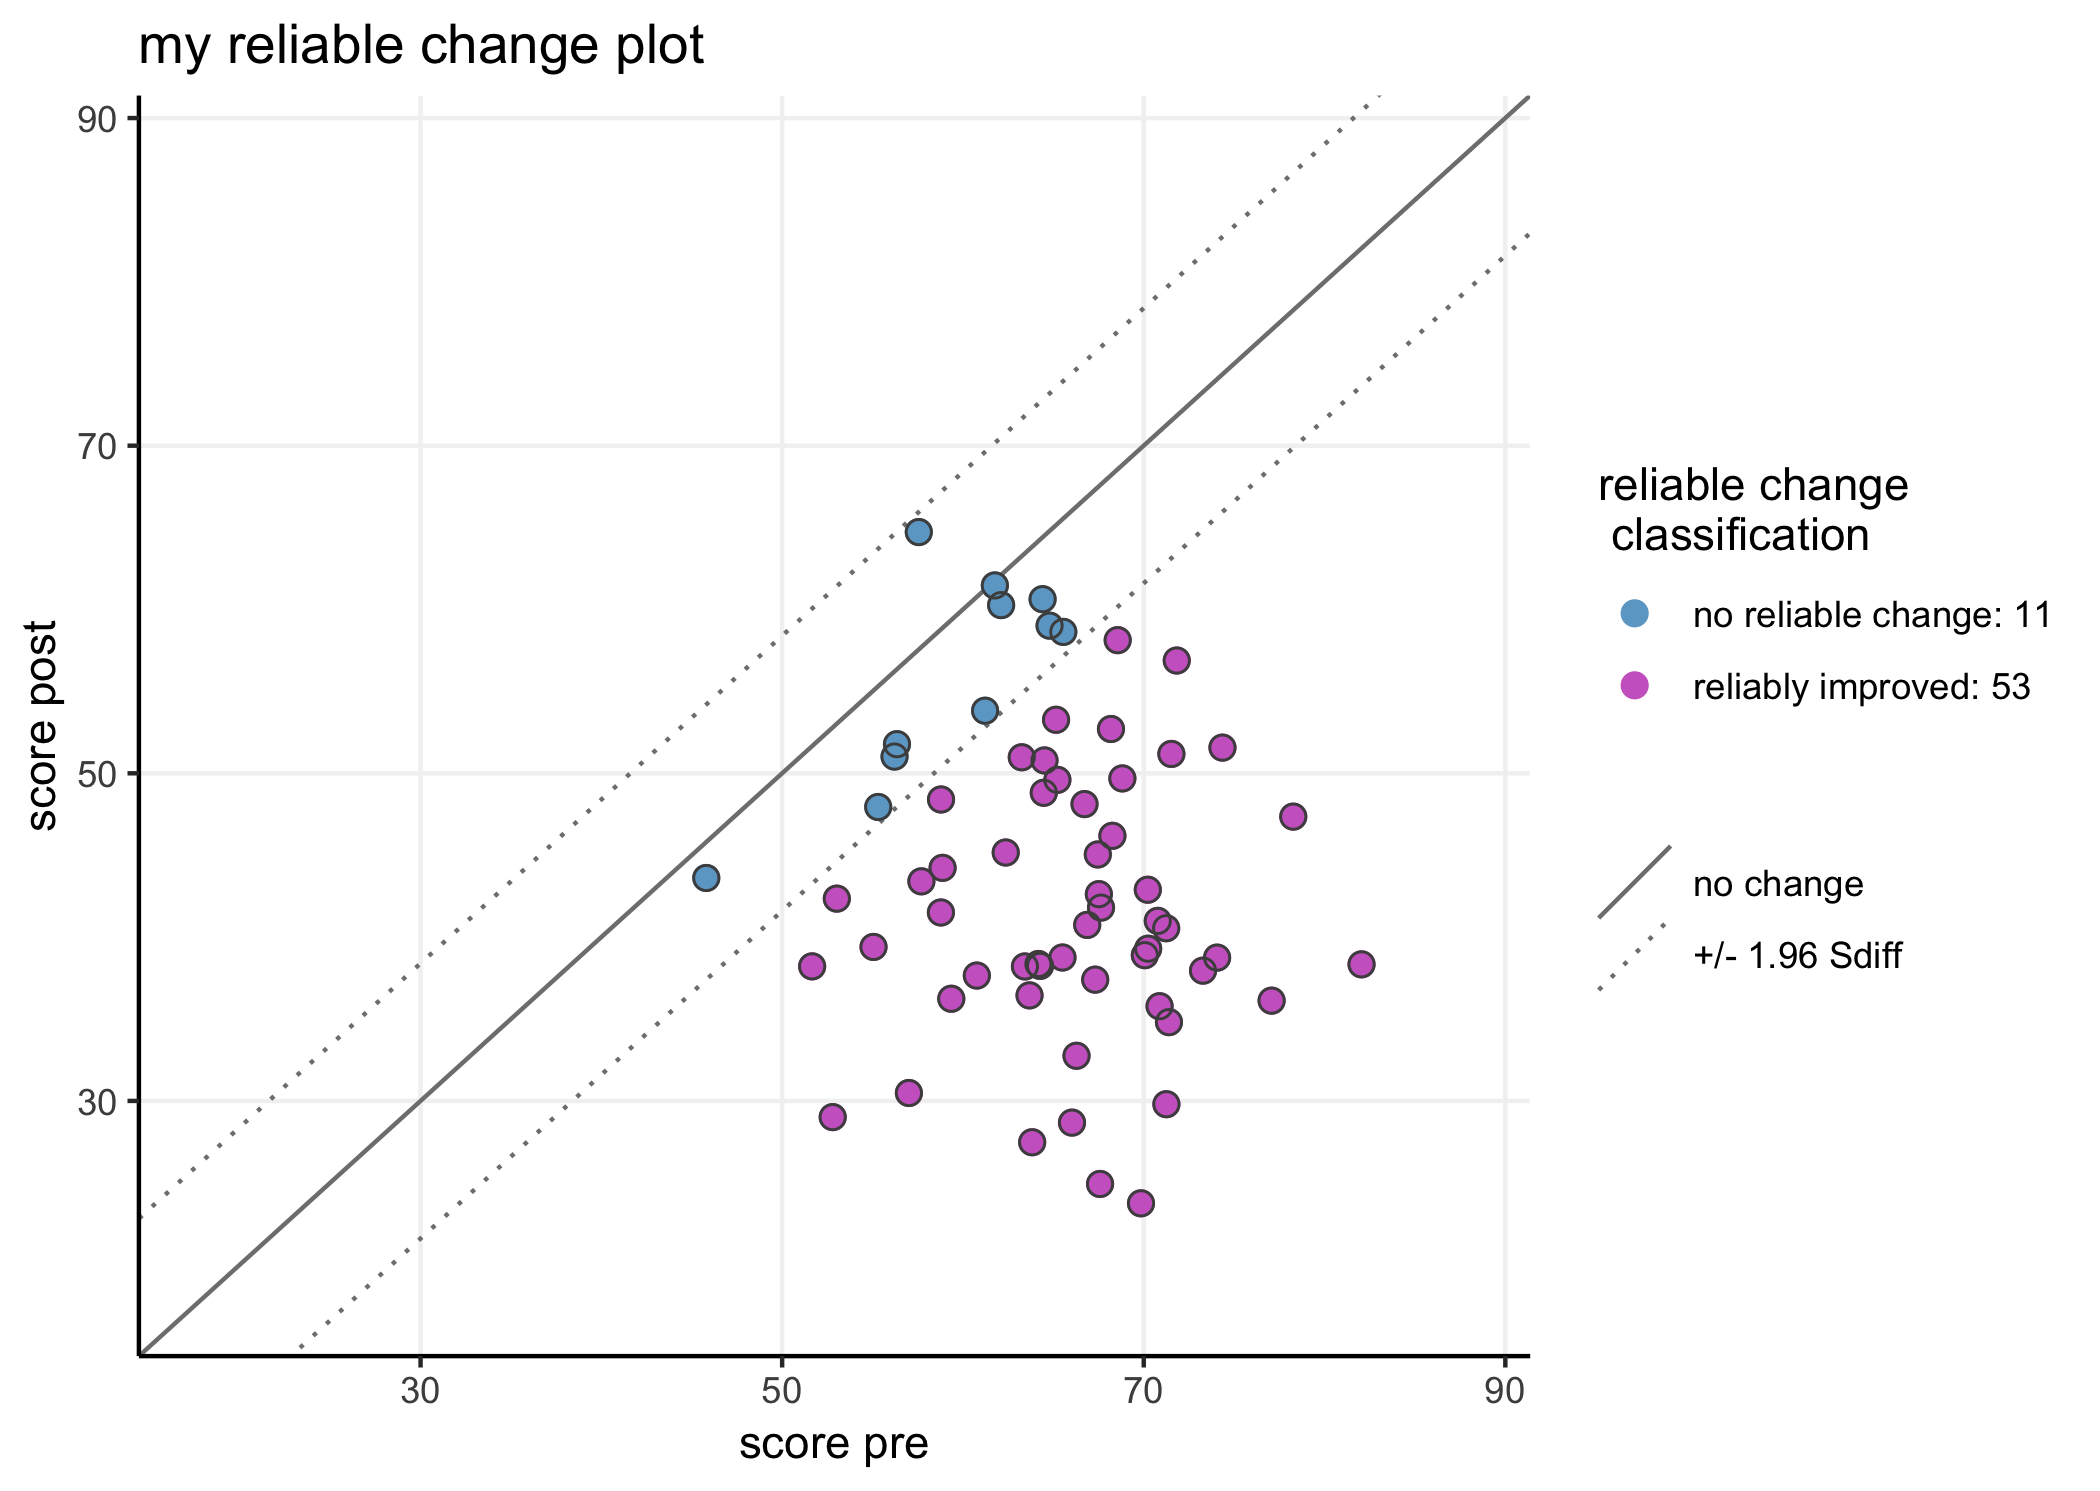 my reliable change plot
90
70
50
30
score post
30
50
70
90
score pre
reliable change
classification
no reliable change: 11
reliably improved: 53
no change
+/- 1.96 Sdiff